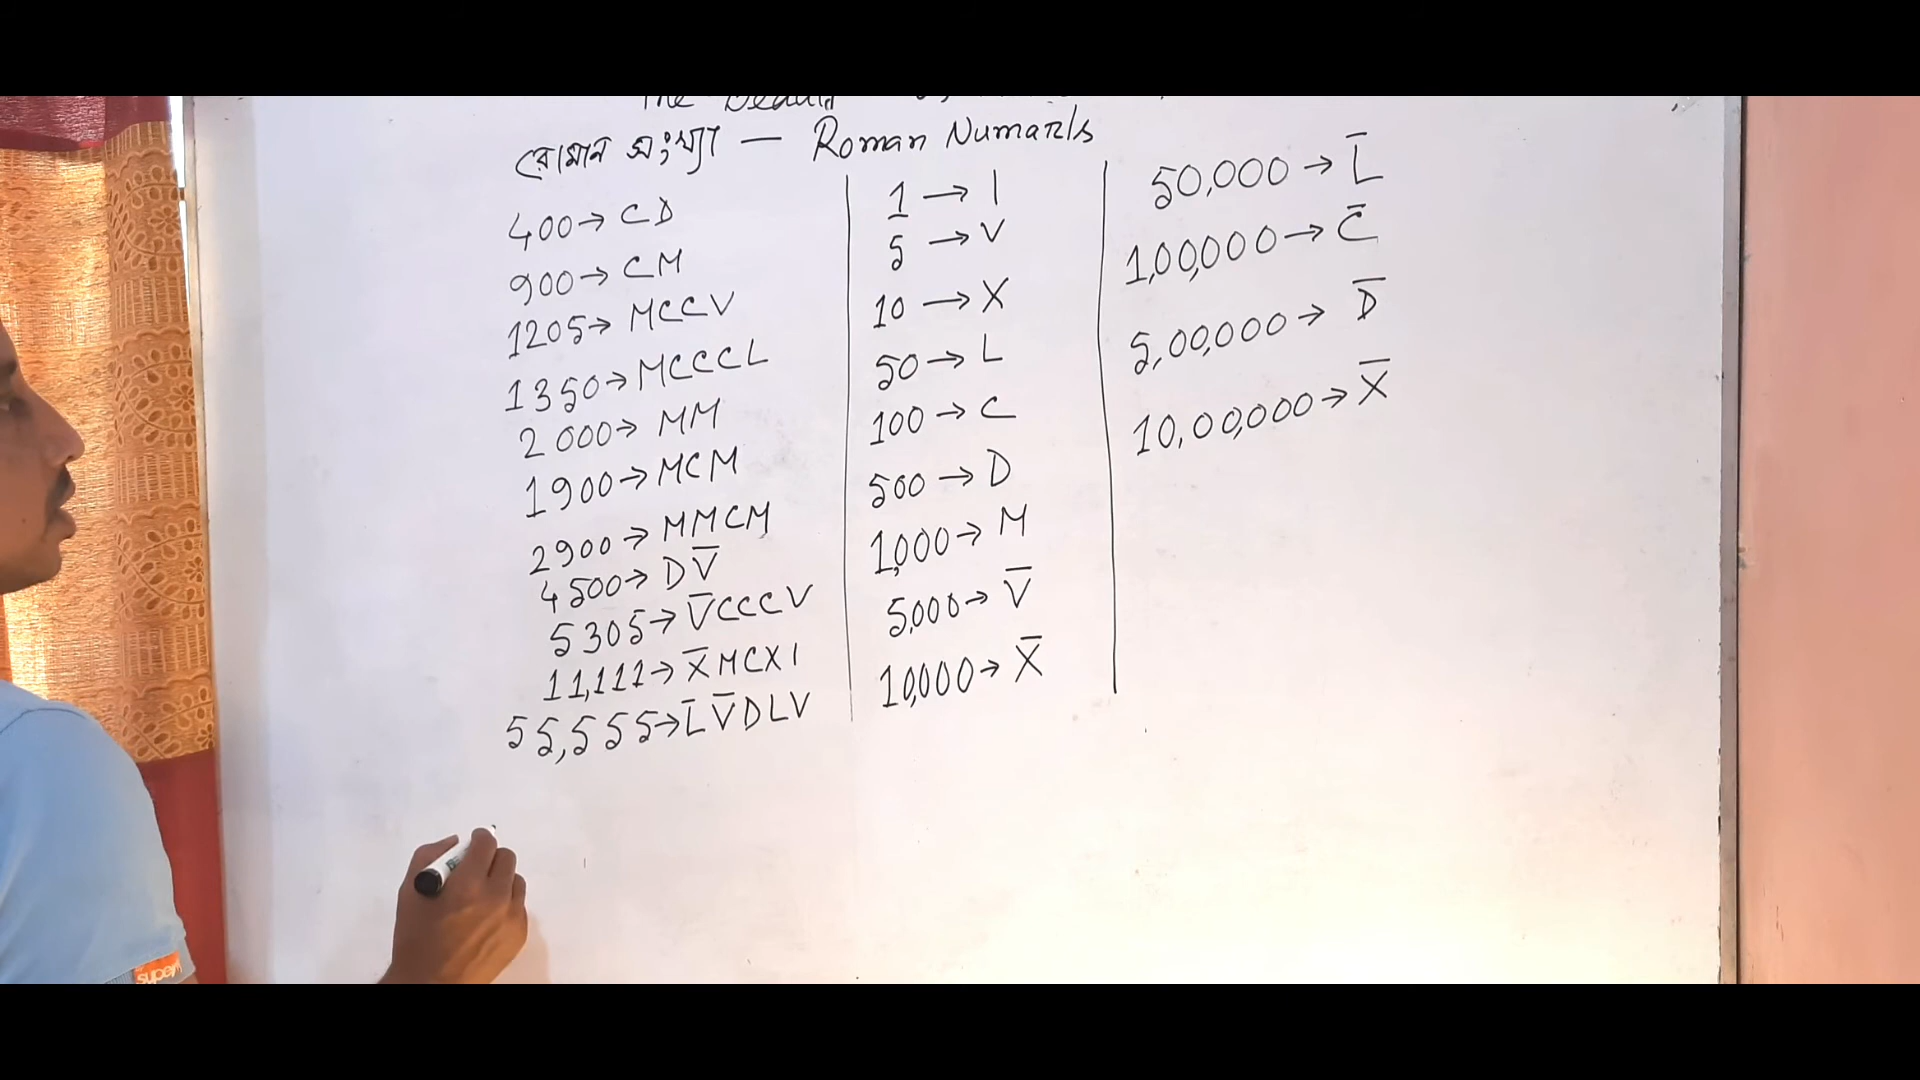 The
রোমান সংখ্যা — Roman Numarls
400→ CD
900→ CM
1205→ MCCV
1350→ MCCCL
2000→ MM
1900→ MCM
2900→ MMCM
4500→ DV̅
5305→ V̅CCCV
11,111→ X̅MCXI
55,555→ L̅V̅DLV
1 → I
5 → V
10 → X
50 → L
100 → C
500 → D
1,000→ M
5,000→ V̅
10,000→ X̅
50,000→ L̅
1,00,000→ C̅
5,00,000→ D̅
10,00,000→ X̅
super